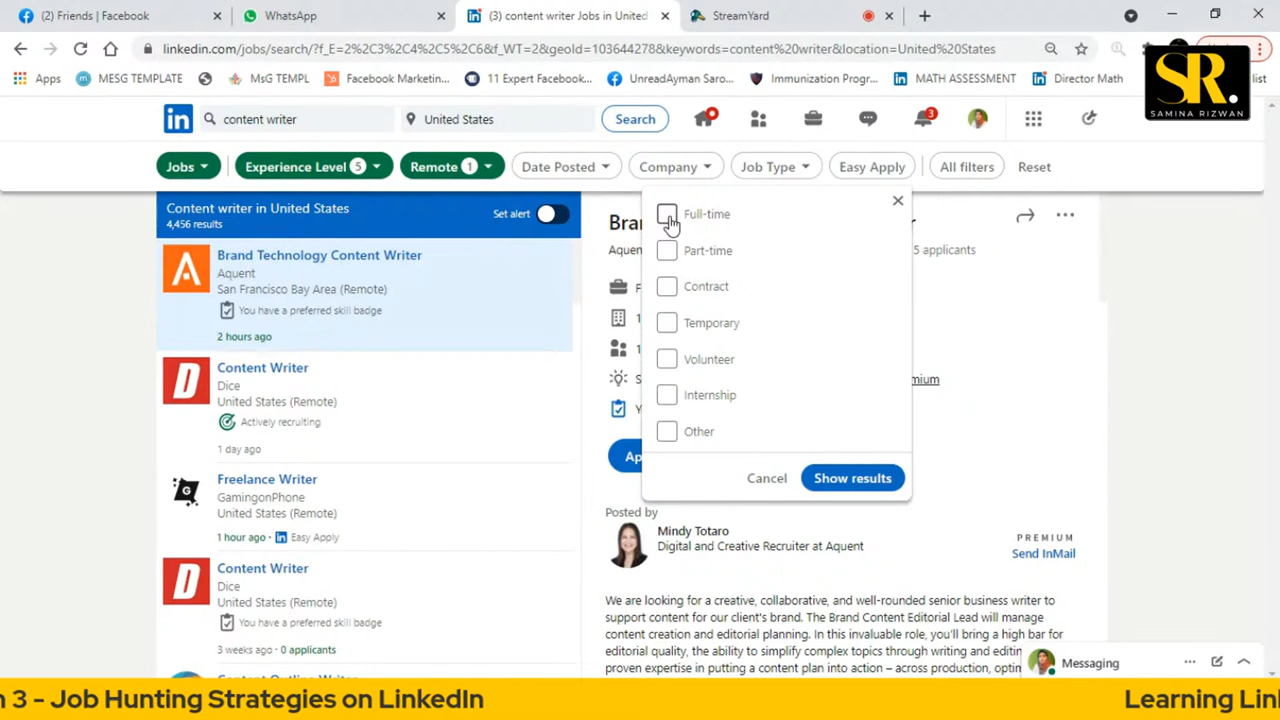 (2) Friends | Facebook
WhatsApp
(3) content writer Jobs in United
StreamYard
linkedin.com/jobs/search/?f_E=2%2C3%2C4%2C5%2C6&f_WT=2&geoId=103644278&keywords=content%20writer&location=United%20States
Apps
MESG TEMPLATE
MsG TEMPL
Facebook Marketin...
11 Expert Facebook...
UnreadAyman Saro...
Immunization Progr...
MATH ASSESSMENT
Director Math
list
SR.
SAMINA RIZWAN
in
content writer
United States
Search
3
Jobs
Experience Level 5
Remote 1
Date Posted
Company
Job Type
Easy Apply
All filters
Reset
Content writer in United States
4,456 results
Set alert
Brand Technology Content Writer
Aquent
San Francisco Bay Area (Remote)
You have a preferred skill badge
2 hours ago
Content Writer
Dice
United States (Remote)
Actively recruiting
1 day ago
Freelance Writer
GamingonPhone
United States (Remote)
1 hour ago · Easy Apply
Content Writer
Dice
United States (Remote)
You have a preferred skill badge
3 weeks ago · 0 applicants
Full-time
Part-time
Contract
Temporary
Volunteer
Internship
Other
Cancel
Show results
5 applicants
Posted by
Mindy Totaro
Digital and Creative Recruiter at Aquent
PREMIUM
Send InMail
We are looking for a creative, collaborative, and well-rounded senior business writer to
support content for our client's brand. The Brand Content Editorial Lead will manage
content creation and editorial planning. In this invaluable role, you'll bring a high bar for
editorial quality, the ability to simplify complex topics through writing and editin
proven expertise in putting a content plan into action – across production, optim
Messaging
n 3 - Job Hunting Strategies on LinkedIn
Learning Lin